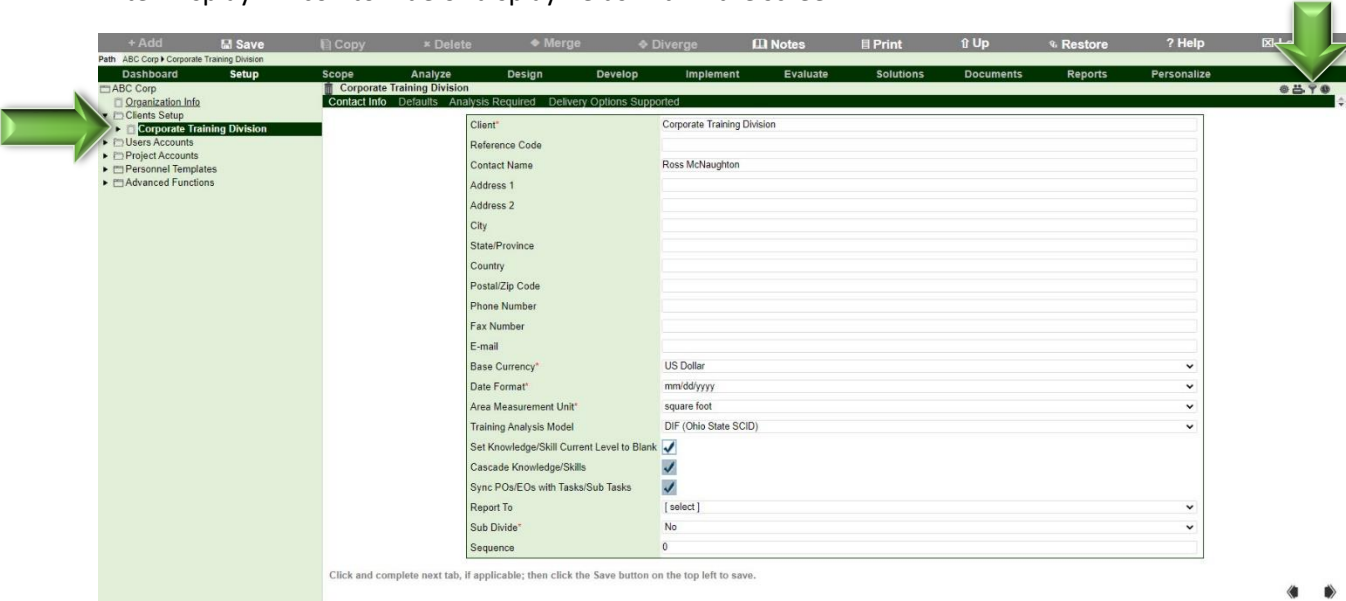 + Add Save Copy × Delete Merge Diverge Notes Print Up Restore ? Help
Path ABC Corp Corporate Training Division
Dashboard Setup Scope Analyze Design Develop Implement Evaluate Solutions Documents Reports Personalize
ABC Corp
Organization Info
Clients Setup
Corporate Training Division
Users Accounts
Project Accounts
Personnel Templates
Advanced Functions
Corporate Training Division
Contact Info Defaults Analysis Required Delivery Options Supported
Client* Corporate Training Division
Reference Code
Contact Name Ross McNaughton
Address 1
Address 2
City
State/Province
Country
Postal/Zip Code
Phone Number
Fax Number
E-mail
Base Currency* US Dollar
Date Format* mm/dd/yyyy
Area Measurement Unit* square foot
Training Analysis Model DIF (Ohio State SCID)
Set Knowledge/Skill Current Level to Blank
Cascade Knowledge/Skills
Sync POs/EOs with Tasks/Sub Tasks
Report To [ select ]
Sub Divide* No
Sequence 0
Click and complete next tab, if applicable; then click the Save button on the top left to save.